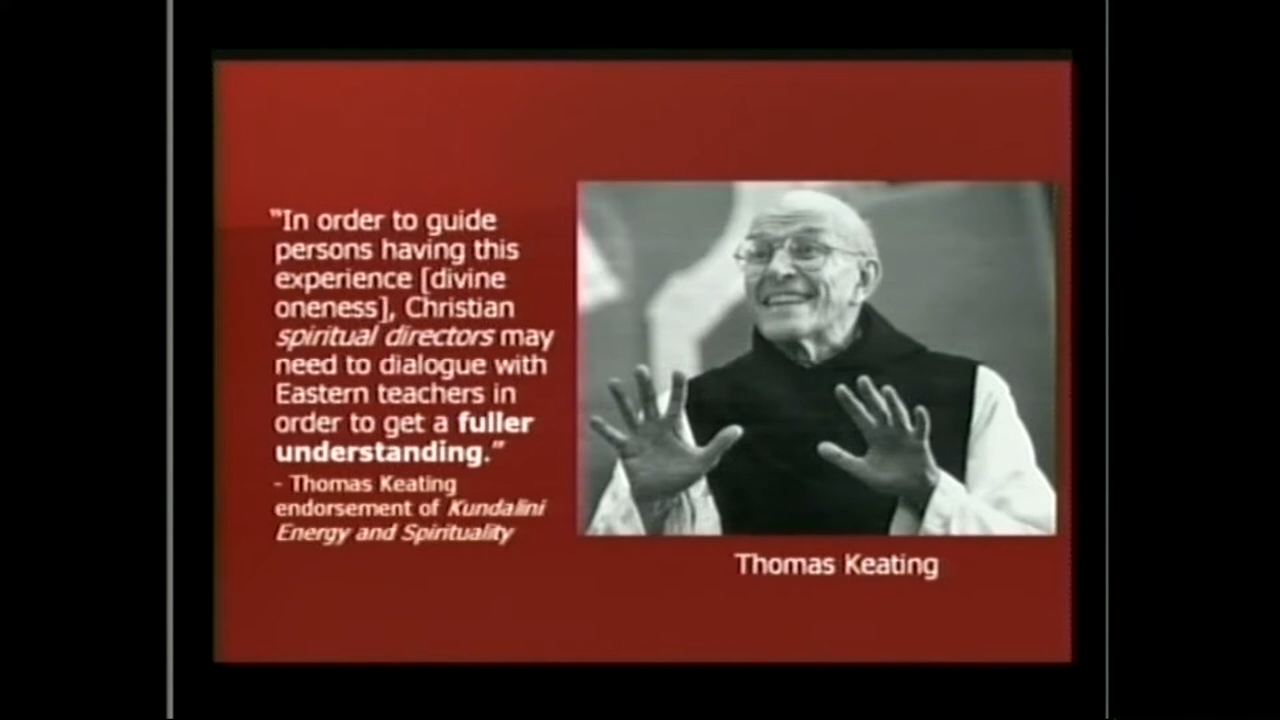 “In order to guide
persons having this
experience [divine
oneness], Christian
spiritual directors may
need to dialogue with
Eastern teachers in
order to get a fuller
understanding.”
- Thomas Keating
endorsement of Kundalini
Energy and Spirituality
Thomas Keating